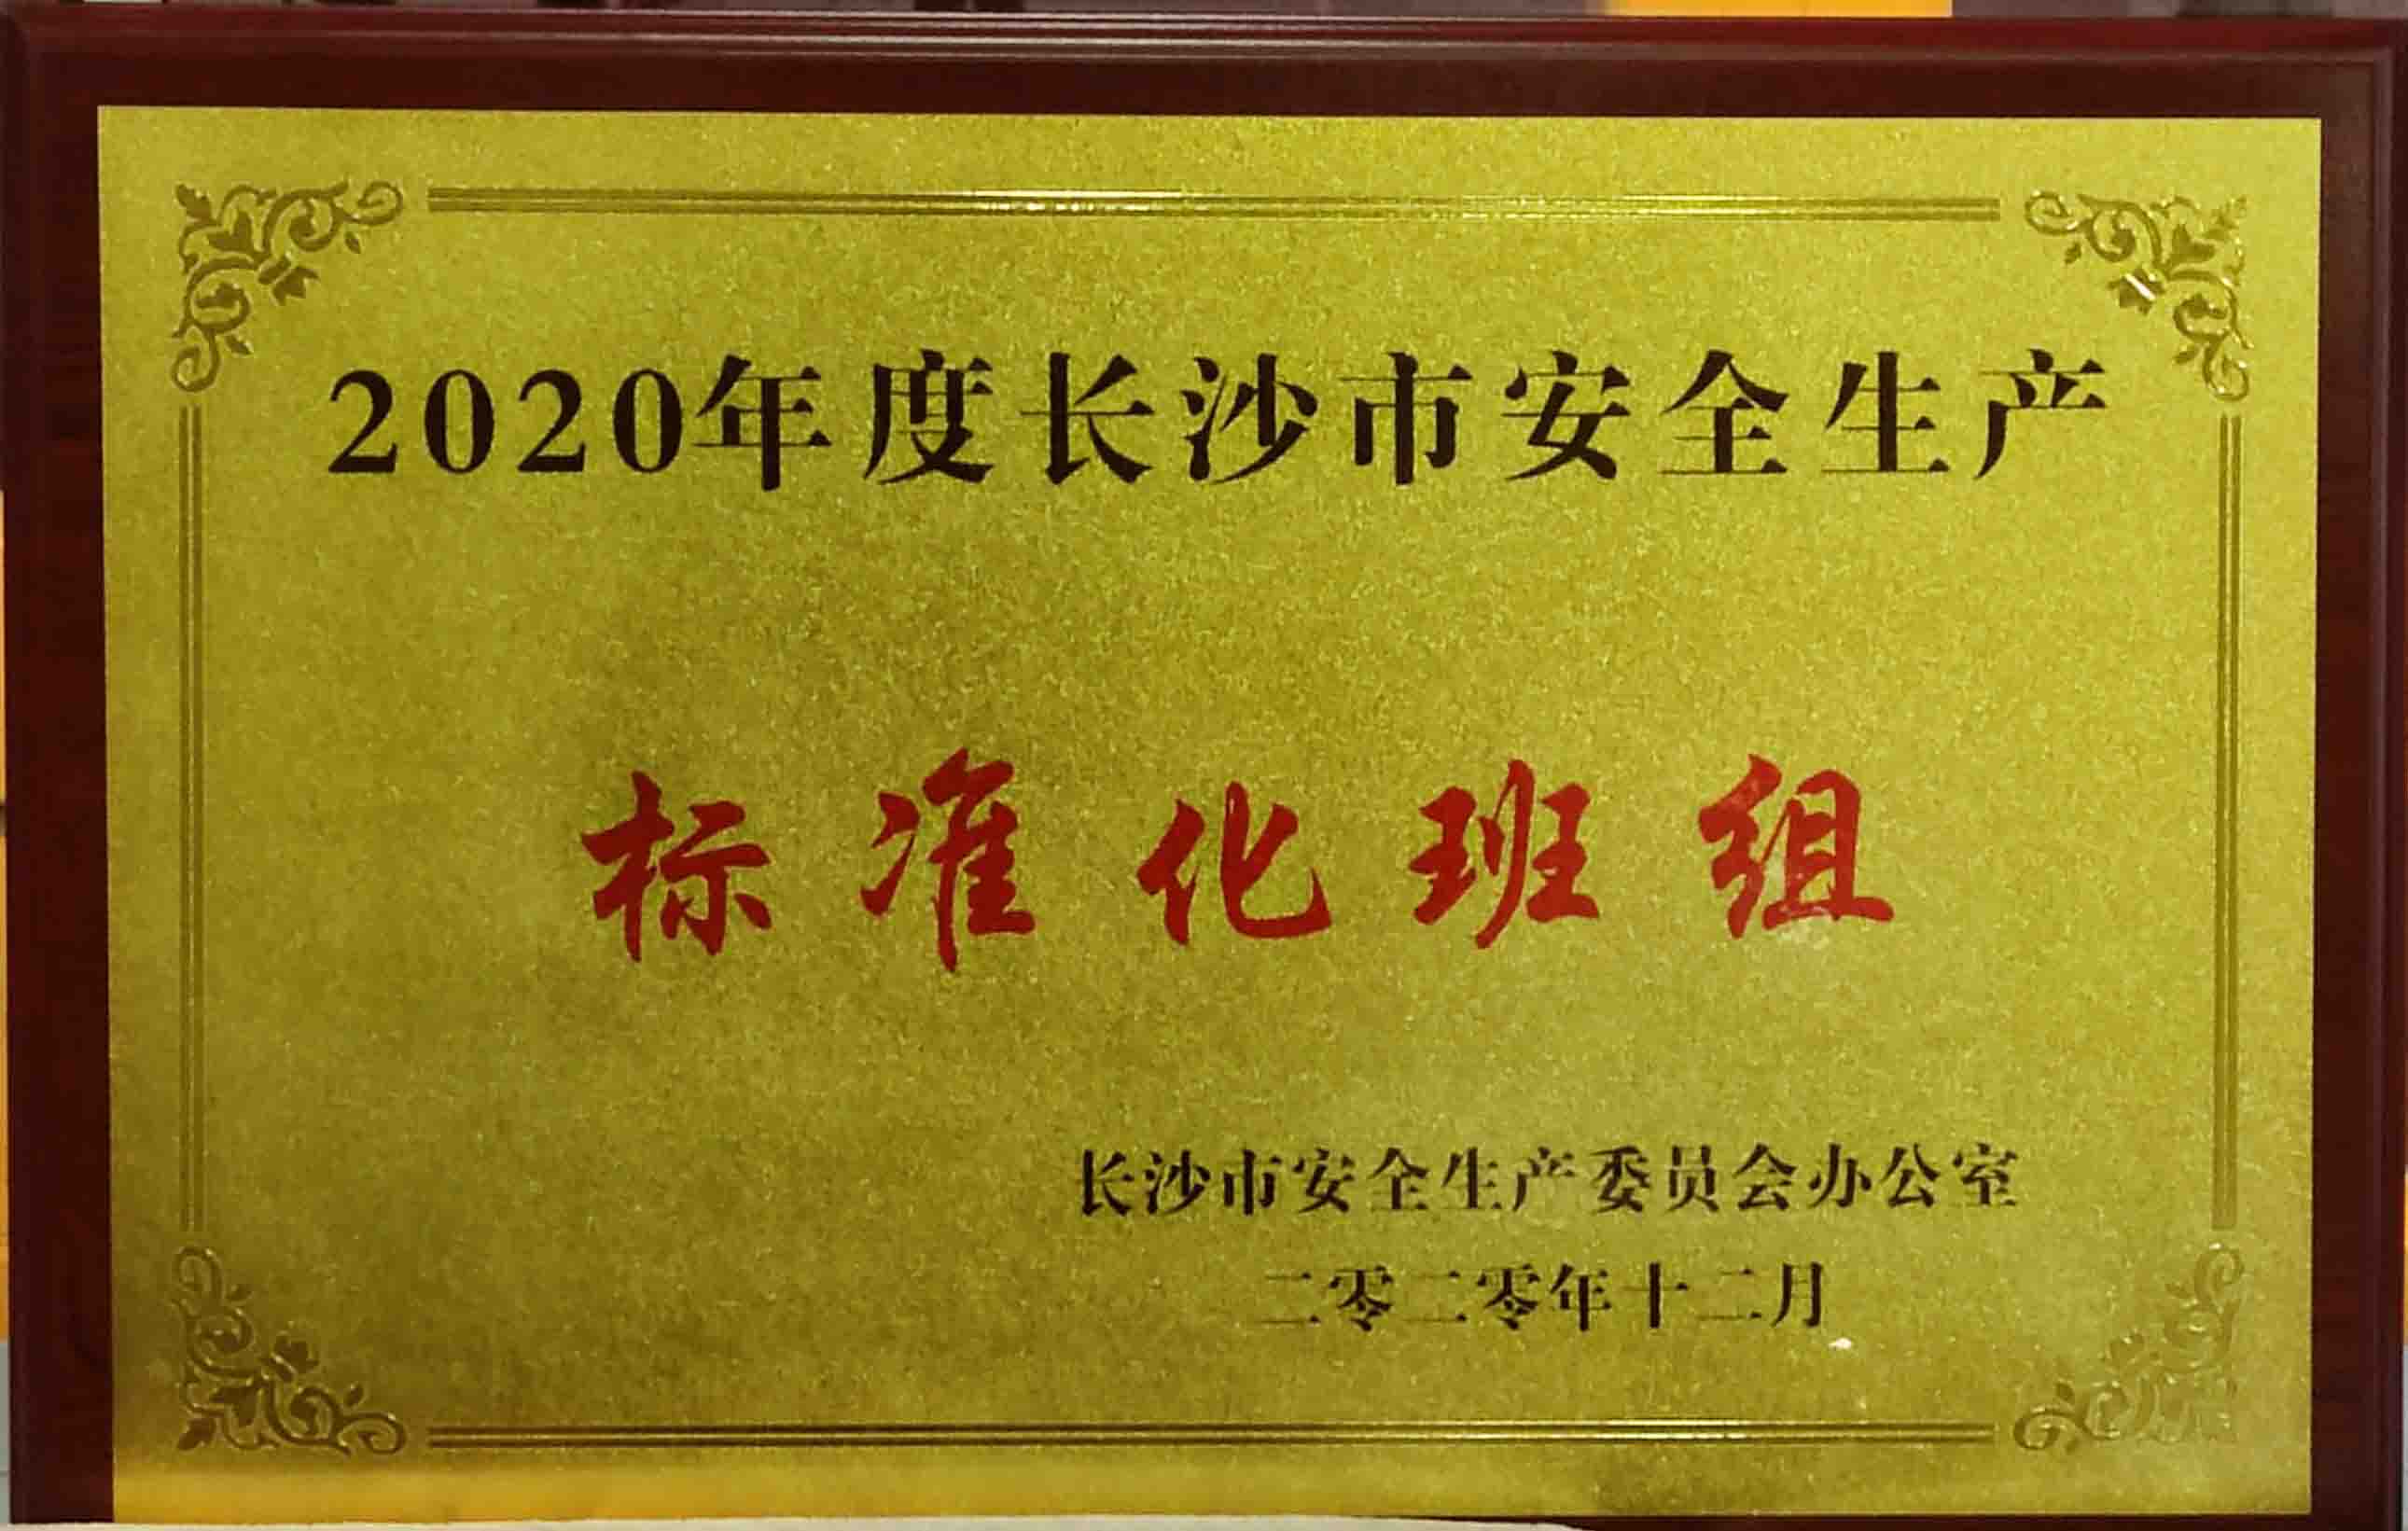 2020年度长沙市安全生产
标准化班组
长沙市安全生产委员会办公室
二零二零年十二月